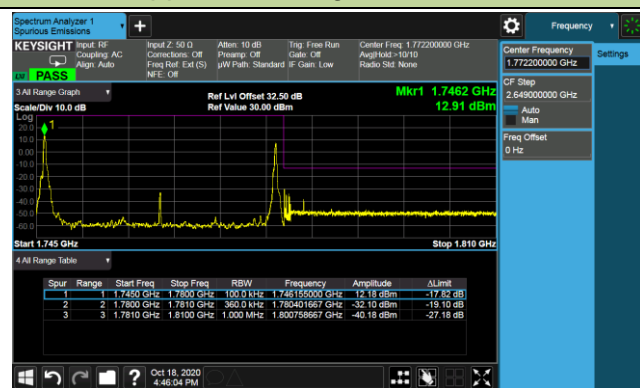 Spectrum Analyzer 1
Spurious Emissions
+
Frequency
KEYSIGHT
Input: RF
Coupling: AC
Align: Auto
Input Z: 50 Ω
Corrections: Off
Freq Ref: Ext (S)
NFE: Off
Atten: 10 dB
Preamp: Off
µW Path: Standard
Trig: Free Run
Gate: Off
IF Gain: Low
Center Freq: 1.772200000 GHz
Avg|Hold:>10/10
Radio Std: None
PASS
Center Frequency
1.772200000 GHz
Settings
CF Step
2.649000000 GHz
Auto
Man
Freq Offset
0 Hz
3 All Range Graph
Scale/Div 10.0 dB
Ref Lvl Offset 32.50 dB
Ref Value 30.00 dBm
Mkr1 1.7462 GHz
12.91 dBm
Log
20.0
10.0
0.00
-10.0
-20.0
-30.0
-40.0
-50.0
-60.0
1
Start 1.745 GHz
Stop 1.810 GHz
4 All Range Table
Spur Range Start Freq Stop Freq RBW Frequency Amplitude ΔLimit
1 1 1.7450 GHz 1.7800 GHz 100.0 kHz 1.746155000 GHz 12.18 dBm -17.82 dB
2 2 1.7800 GHz 1.7810 GHz 360.0 kHz 1.780401667 GHz -32.10 dBm -19.10 dB
3 3 1.7810 GHz 1.8100 GHz 1.000 MHz 1.800758667 GHz -40.18 dBm -27.18 dB
?
Oct 18, 2020
4:46:04 PM